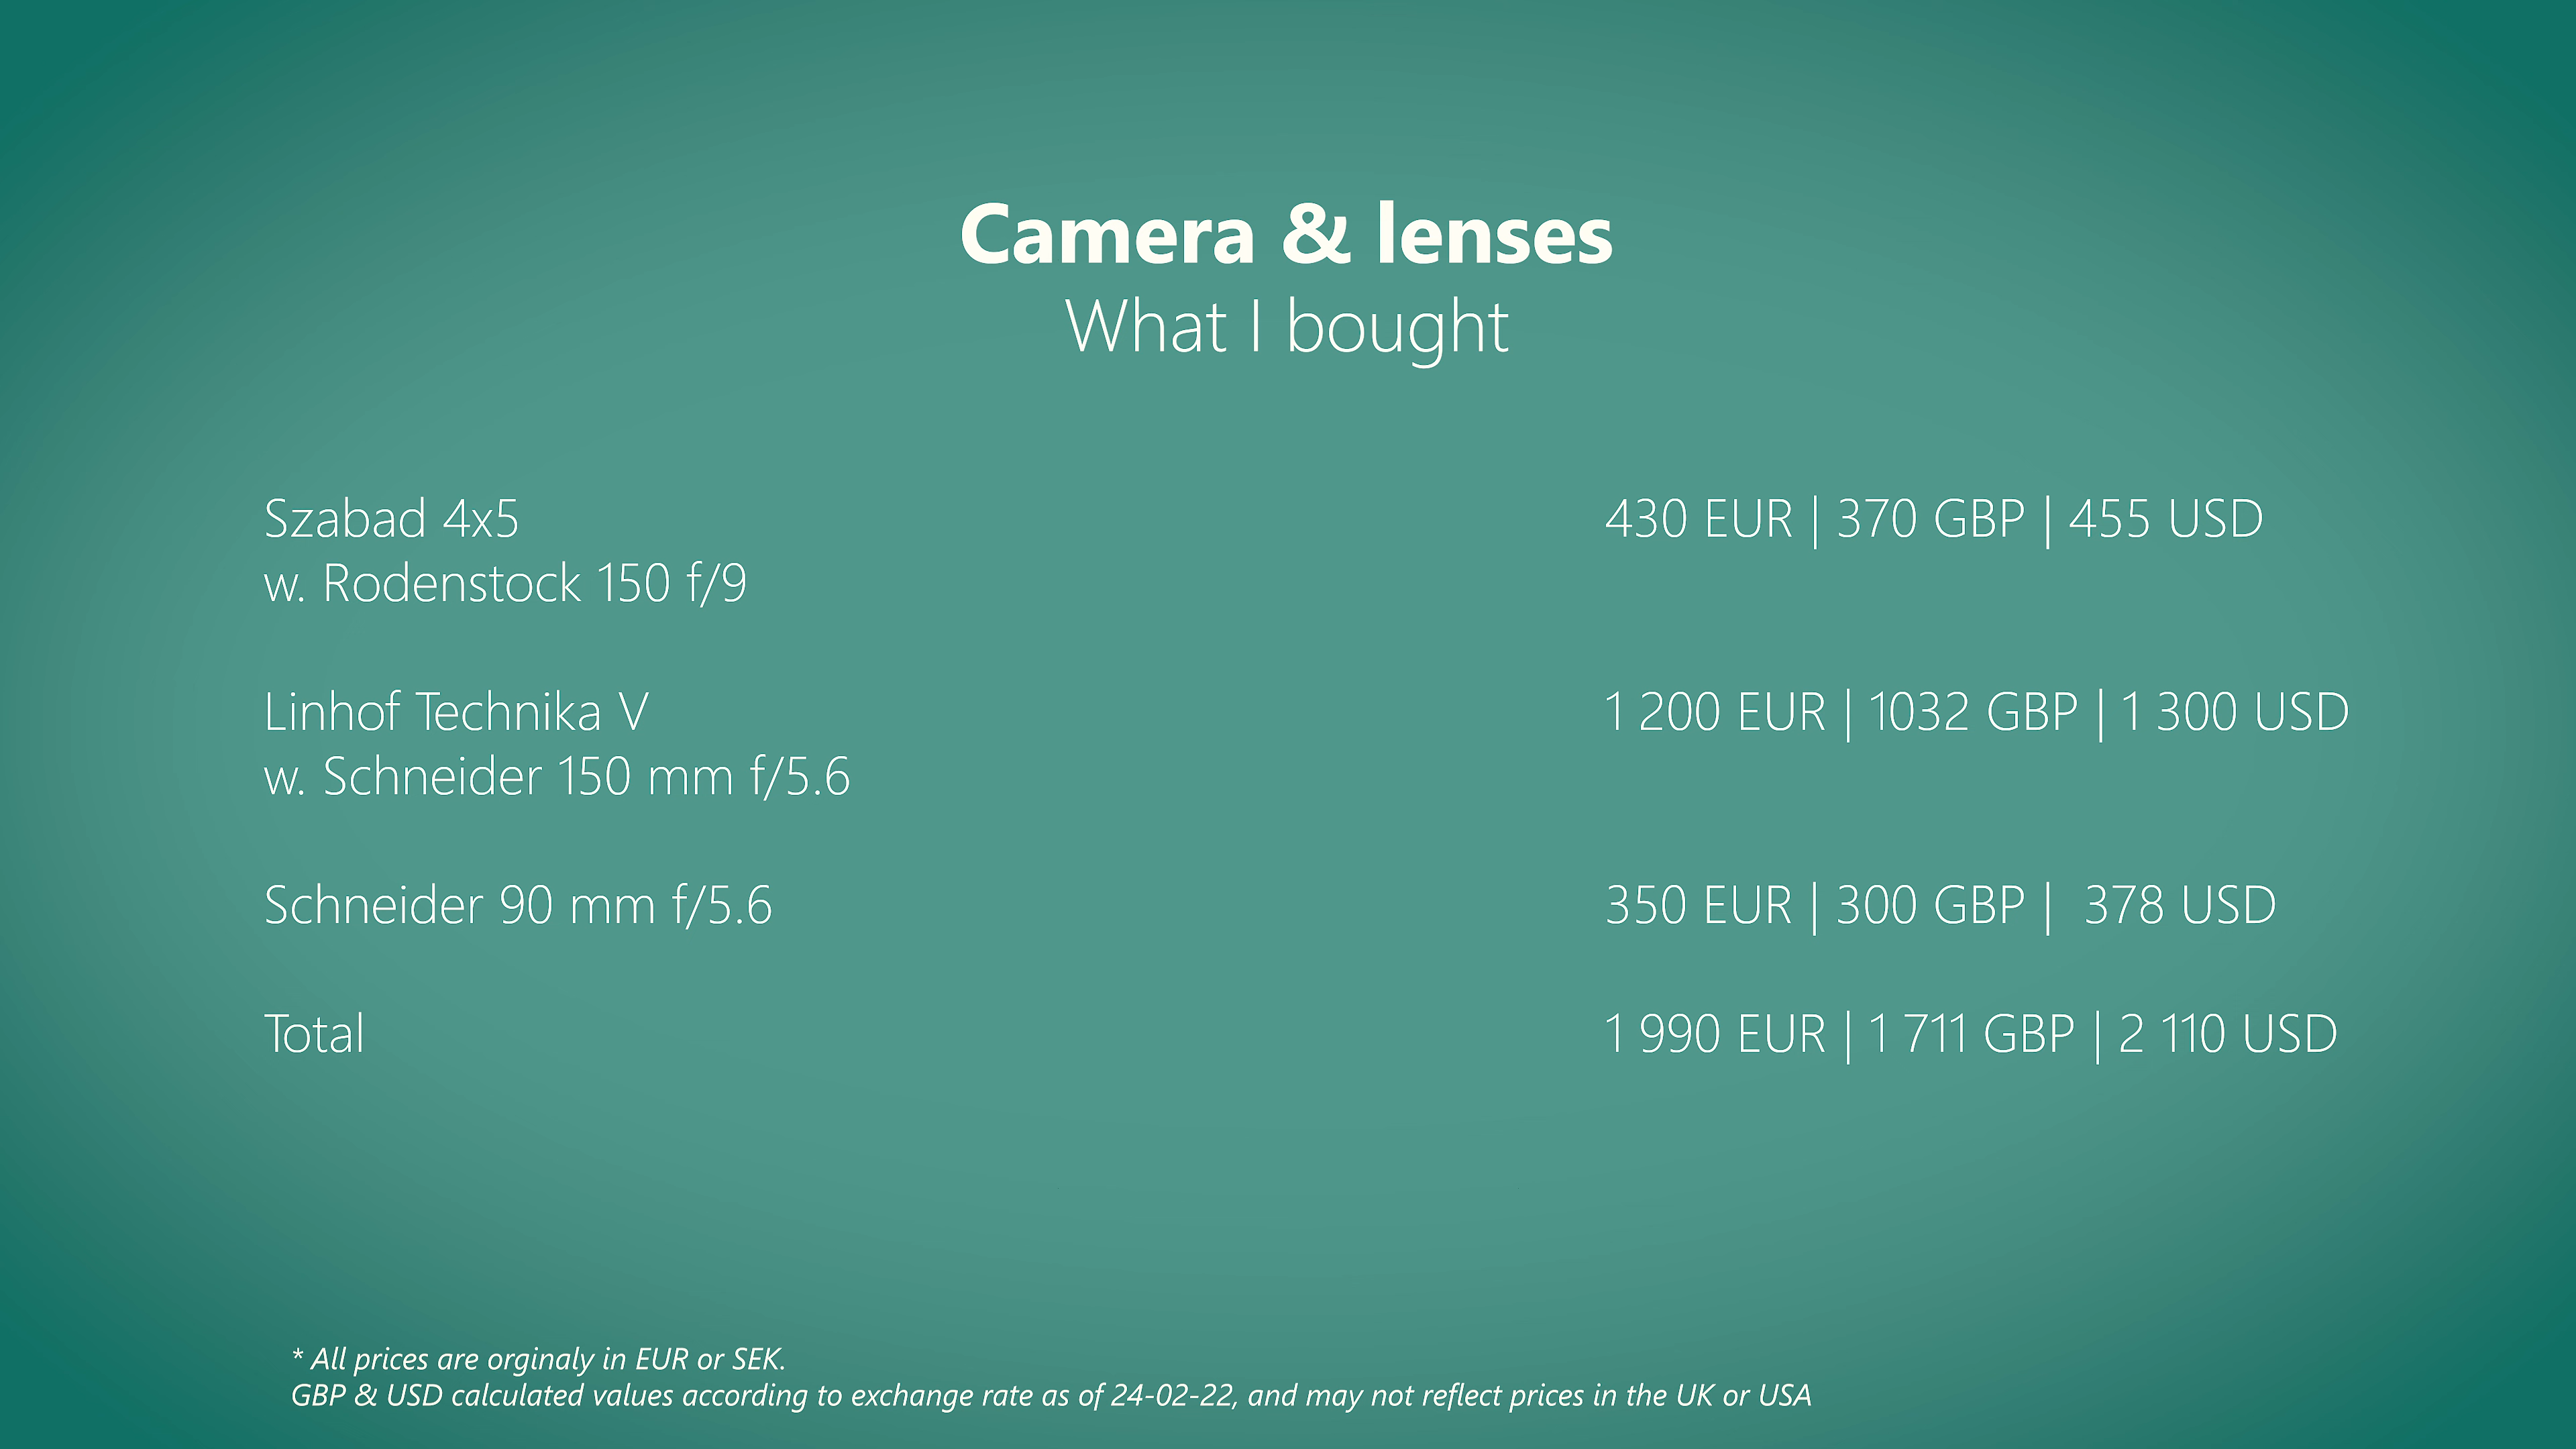 Camera & lenses
What I bought
Szabad 4x5 430 EUR | 370 GBP | 455 USD
w. Rodenstock 150 f/9
Linhof Technika V 1 200 EUR | 1032 GBP | 1 300 USD
w. Schneider 150 mm f/5.6
Schneider 90 mm f/5.6 350 EUR | 300 GBP | 378 USD
Total 1 990 EUR | 1 711 GBP | 2 110 USD
* All prices are orginaly in EUR or SEK.
GBP & USD calculated values according to exchange rate as of 24-02-22, and may not reflect prices in the UK or USA